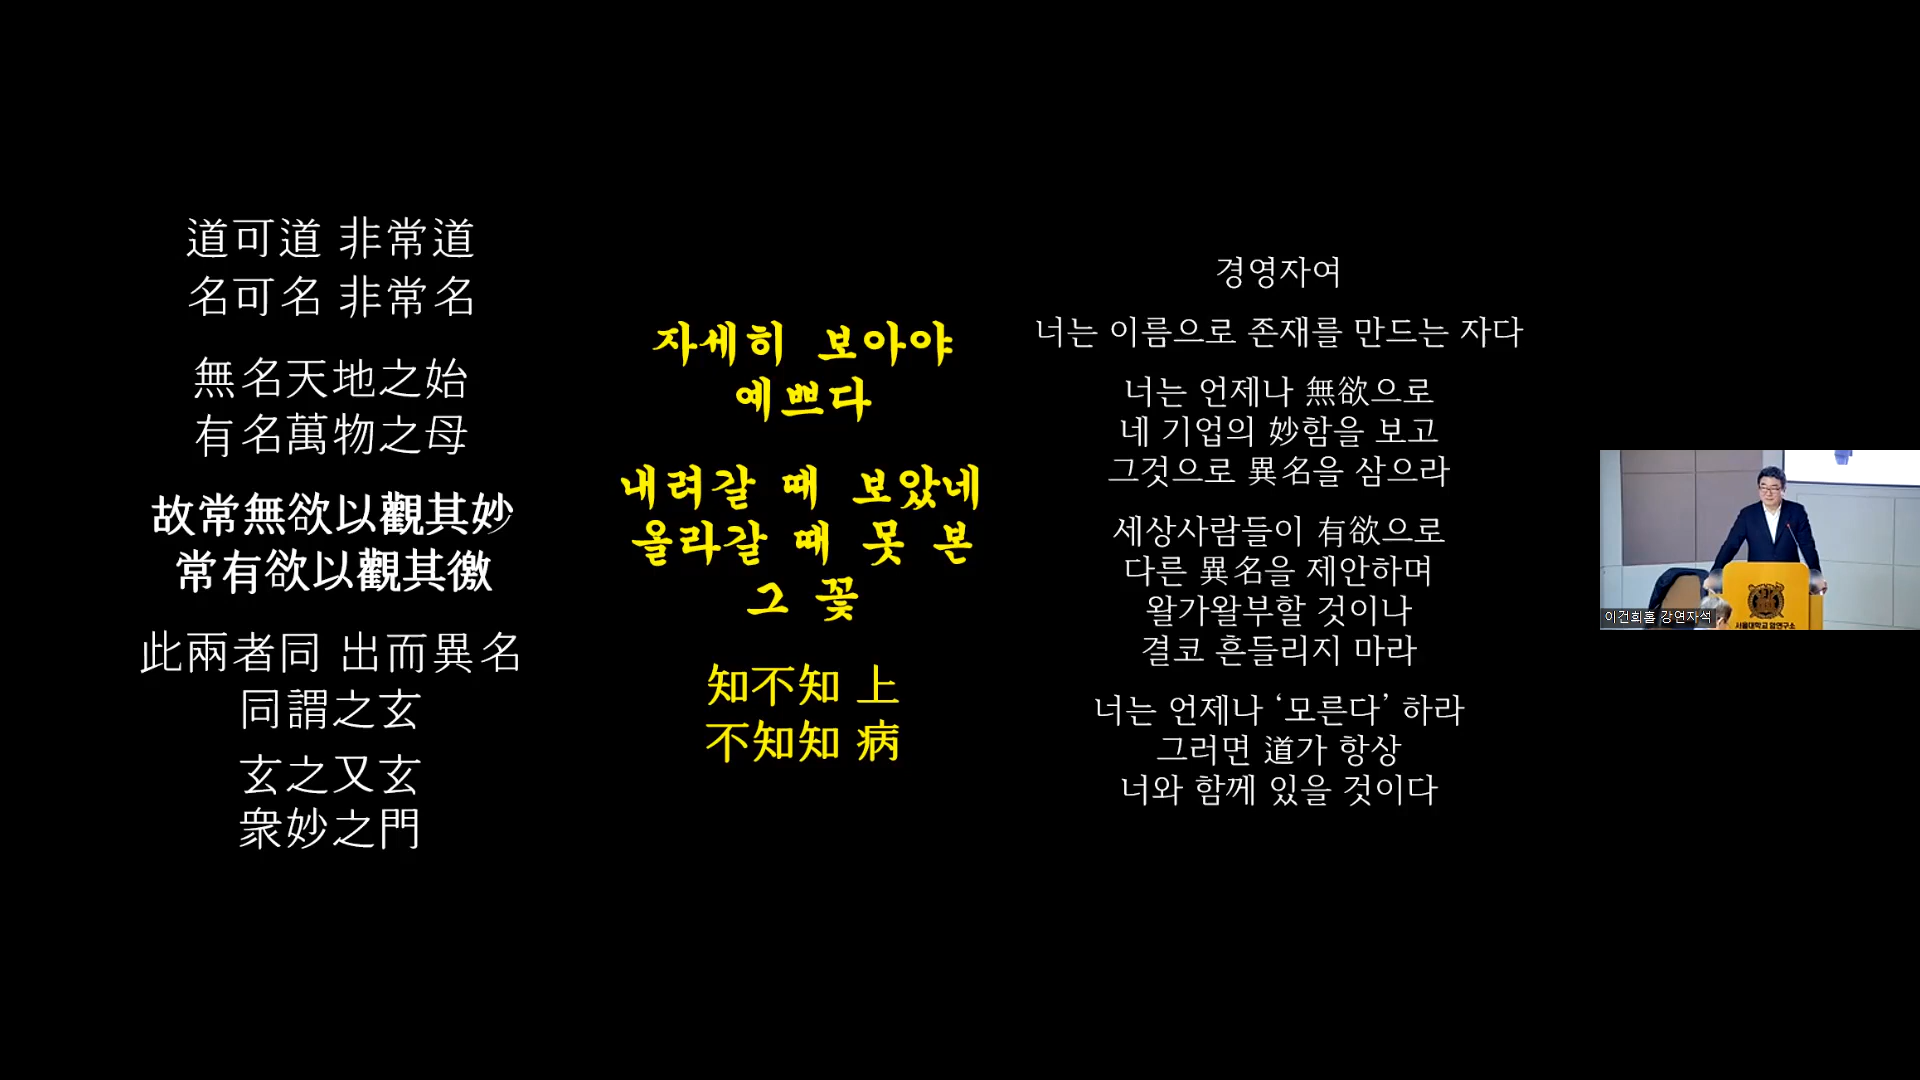 道可道 非常道
名可名 非常名
無名天地之始
有名萬物之母
故常無欲以觀其妙
常有欲以觀其徼
此兩者同 出而異名
同謂之玄
玄之又玄
衆妙之門
자세히 보아야
예쁘다
내려갈 때 보았네
올라갈 때 못 본
그 꽃
知不知 上
不知知 病
경영자여
너는 이름으로 존재를 만드는 자다
너는 언제나 無欲으로
네 기업의 妙함을 보고
그것으로 異名을 삼으라
세상사람들이 有欲으로
다른 異名을 제안하며
왈가왈부할 것이나
결코 흔들리지 마라
너는 언제나 ‘모른다’ 하라
그러면 道가 항상
너와 함께 있을 것이다
이건희홀 강연자석
서울대학교 암연구소